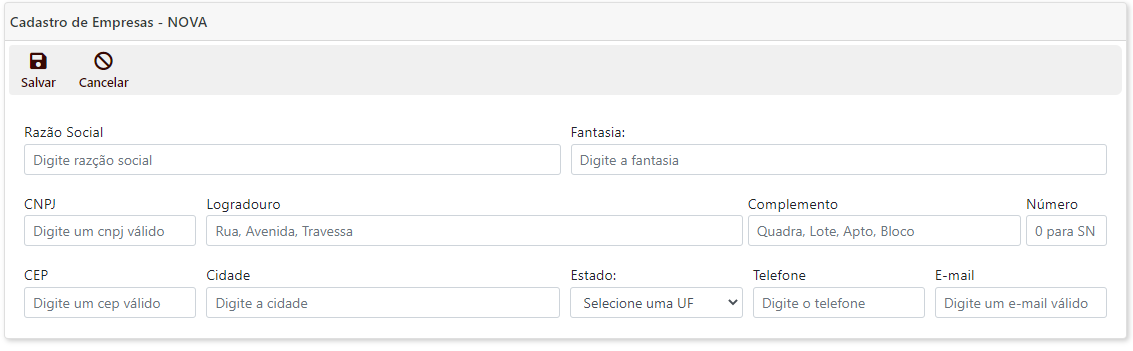 Cadastro de Empresas - NOVA
Salvar Cancelar
Razão Social Fantasia:
Digite razção social Digite a fantasia
CNPJ Logradouro Complemento Número
Digite um cnpj válido Rua, Avenida, Travessa Quadra, Lote, Apto, Bloco 0 para SN
CEP Cidade Estado: Telefone E-mail
Digite um cep válido Digite a cidade Selecione uma UF Digite o telefone Digite um e-mail válido